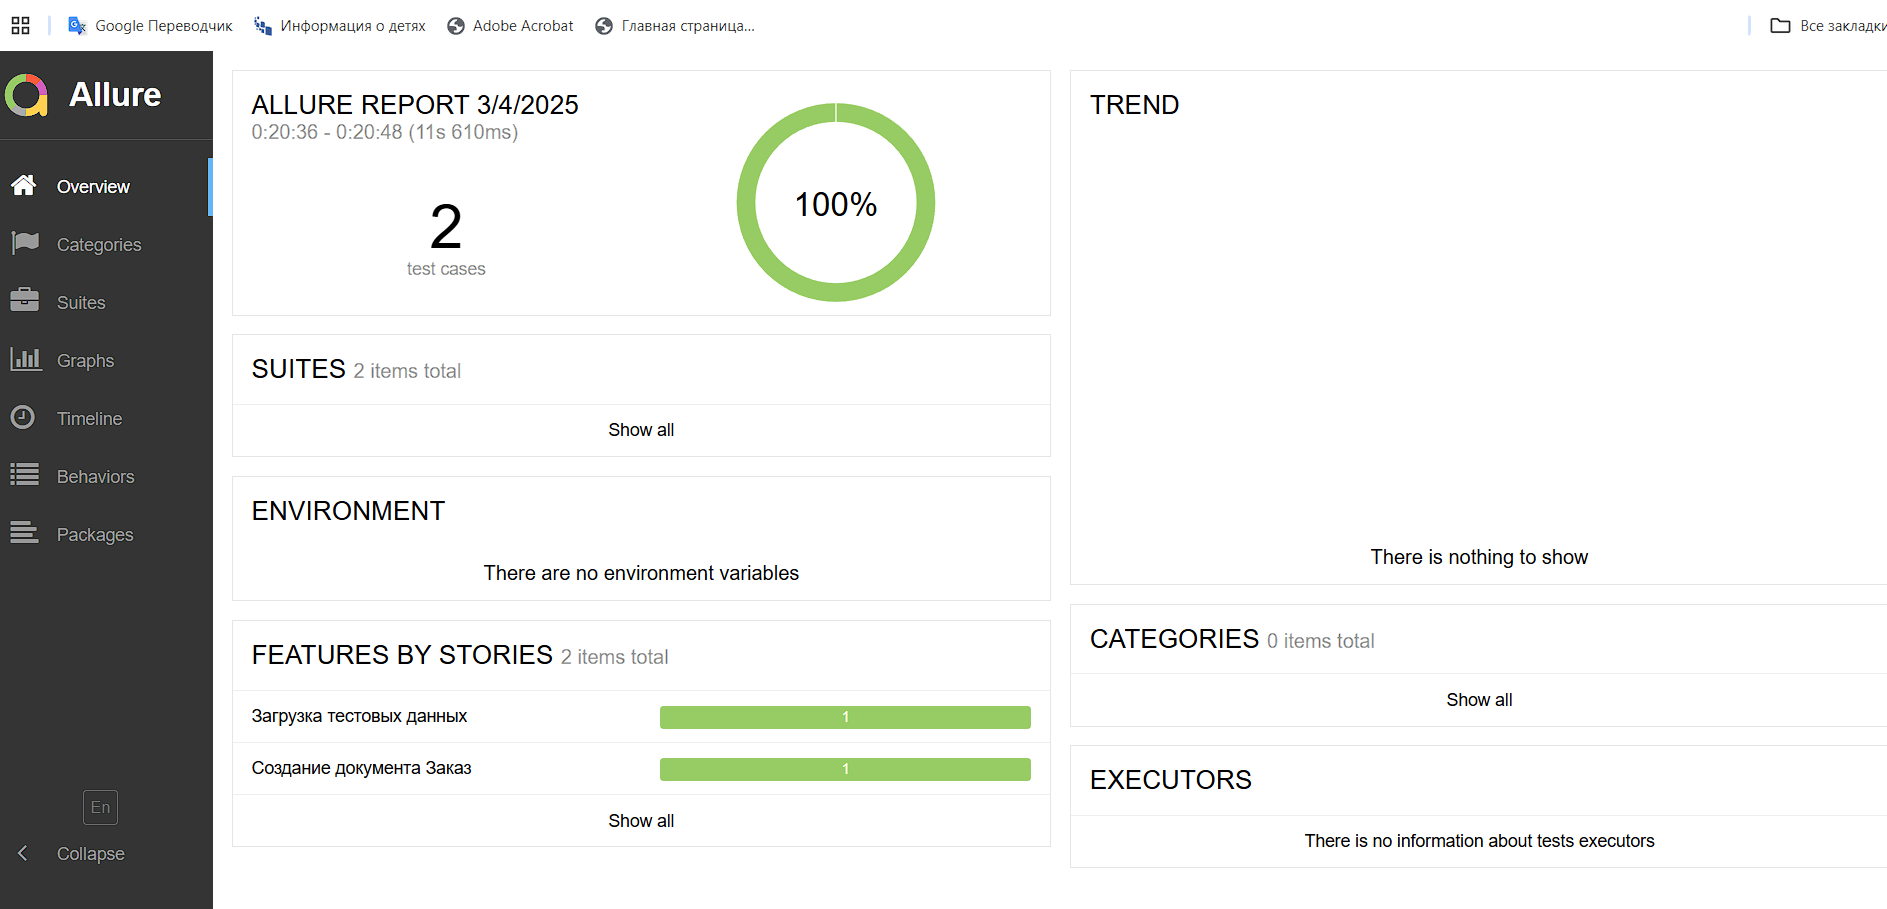 Google Переводчик
Информация о детях
Adobe Acrobat
Главная страница...
Все закладки
Allure
Overview
Categories
Suites
Graphs
Timeline
Behaviors
Packages
En
Collapse
ALLURE REPORT 3/4/2025
0:20:36 - 0:20:48 (11s 610ms)
2
test cases
100%
SUITES 2 items total
Show all
ENVIRONMENT
There are no environment variables
FEATURES BY STORIES 2 items total
Загрузка тестовых данных 1
Создание документа Заказ 1
Show all
TREND
There is nothing to show
CATEGORIES 0 items total
Show all
EXECUTORS
There is no information about tests executors